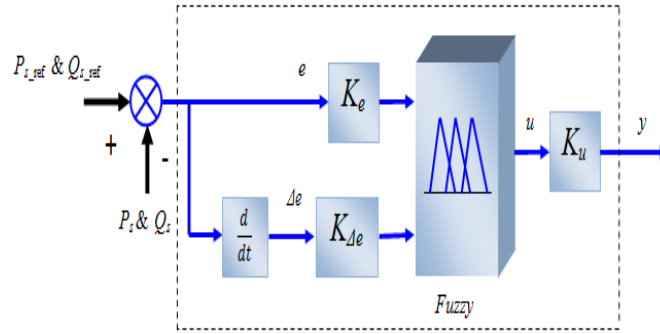 P_s_ref & Q_s_ref
+
-
P_s & Q_s
e
K_e
Δe
d/dt
K_Δe
Fuzzy
u
K_u
y